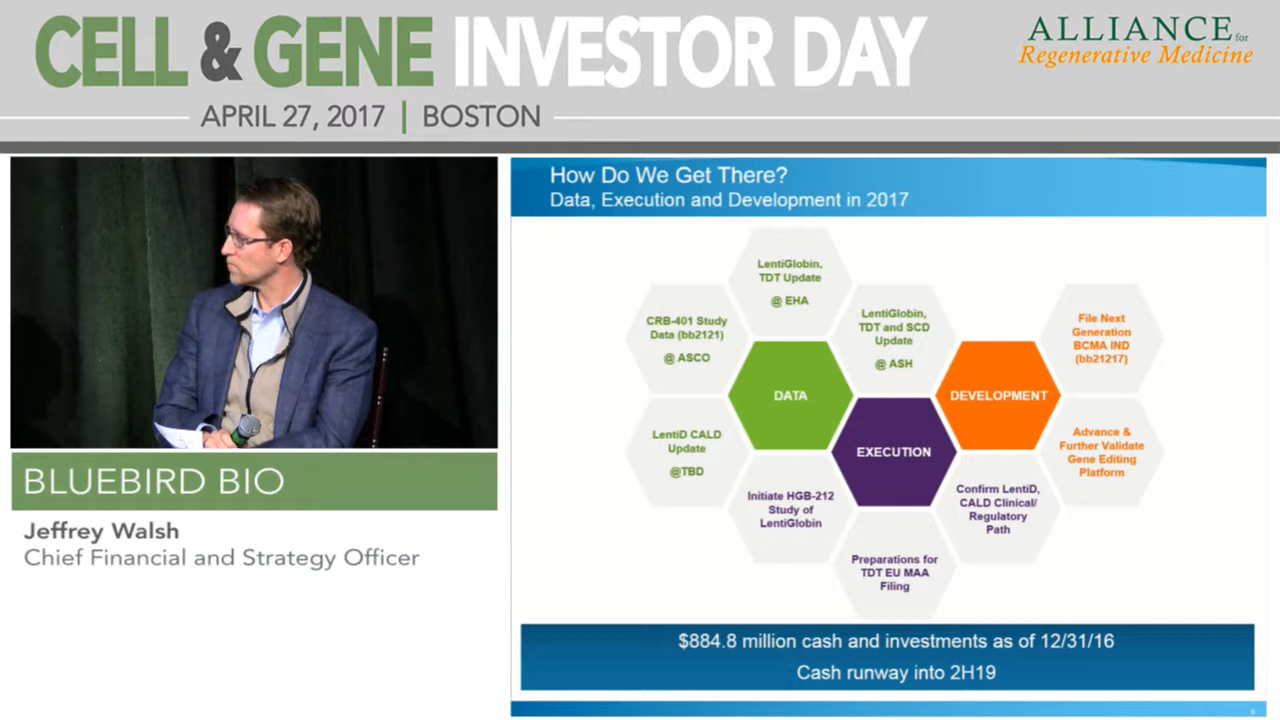 CELL & GENE INVESTOR DAY
APRIL 27, 2017 | BOSTON
ALLIANCE for
Regenerative Medicine
How Do We Get There?
Data, Execution and Development in 2017
LentiGlobin,
TDT Update
@ EHA
CRB-401 Study
Data (bb2121)
@ ASCO
LentiGlobin,
TDT and SCD
Update
@ ASH
File Next
Generation
BCMA IND
(bb21217)
DATA
DEVELOPMENT
LentiD CALD
Update
@TBD
EXECUTION
Advance &
Further Validate
Gene Editing
Platform
Initiate HGB-212
Study of
LentiGlobin
Confirm LentiD,
CALD Clinical/
Regulatory
Path
Preparations for
TDT EU MAA
Filing
$884.8 million cash and investments as of 12/31/16
Cash runway into 2H19
BLUEBIRD BIO
Jeffrey Walsh
Chief Financial and Strategy Officer